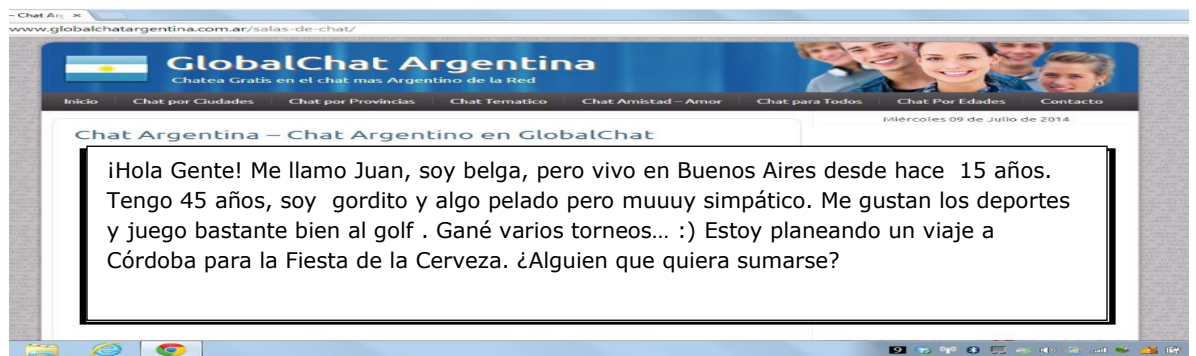 – Chat Arg
www.globalchatargentina.com.ar/salas-de-chat/
GlobalChat Argentina
Chatea Gratis en el chat mas Argentino de la Red
Inicio Chat por Ciudades Chat por Provincias Chat Tematico Chat Amistad – Amor Chat para Todos Chat Por Edades Contacto
Miércoles 09 de Julio de 2014
Chat Argentina – Chat Argentino en GlobalChat
¡Hola Gente! Me llamo Juan, soy belga, pero vivo en Buenos Aires desde hace 15 años.
Tengo 45 años, soy gordito y algo pelado pero muuuy simpático. Me gustan los deportes
y juego bastante bien al golf . Gané varios torneos… :) Estoy planeando un viaje a
Córdoba para la Fiesta de la Cerveza. ¿Alguien que quiera sumarse?